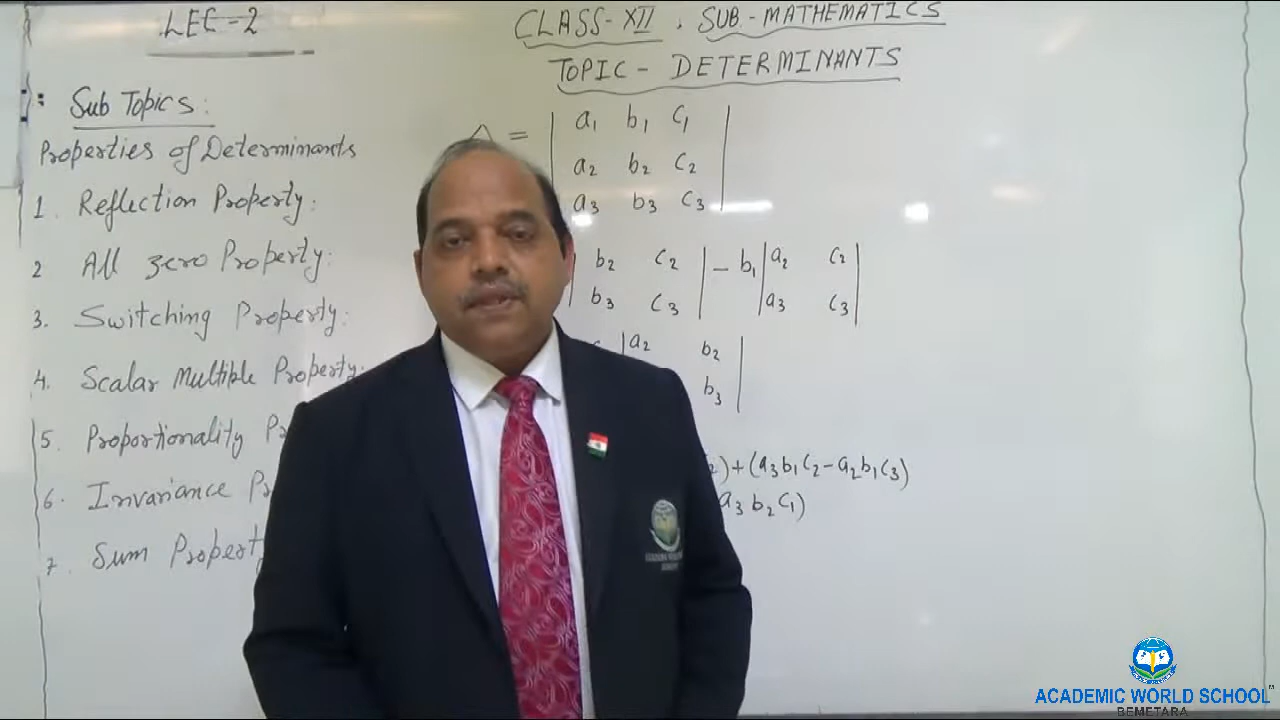 LEC-2
CLASS-XII, SUB.-MATHEMATICS
TOPIC- DETERMINANTS
: Sub Topics:
Properties of Determinants
1. Reflection Property:
2 All zero Property:
3. Switching Property:
4. Scalar Multiple Property:
5. Proportionality
6. Invariance
7. Sum Property
Δ = | a₁ b₁ c₁ |
a₂ b₂ c₂
a₃ b₃ c₃
| b₂ c₂ | - b₁ | a₂ c₂ |
b₃ c₃ a₃ c₃
| a₂ b₂ |
b₃
) + (a₃b₁c₂ - a₂b₁c₃)
a₃b₂c₁)
ACADEMIC WORLD SCHOOL
BEMETARA